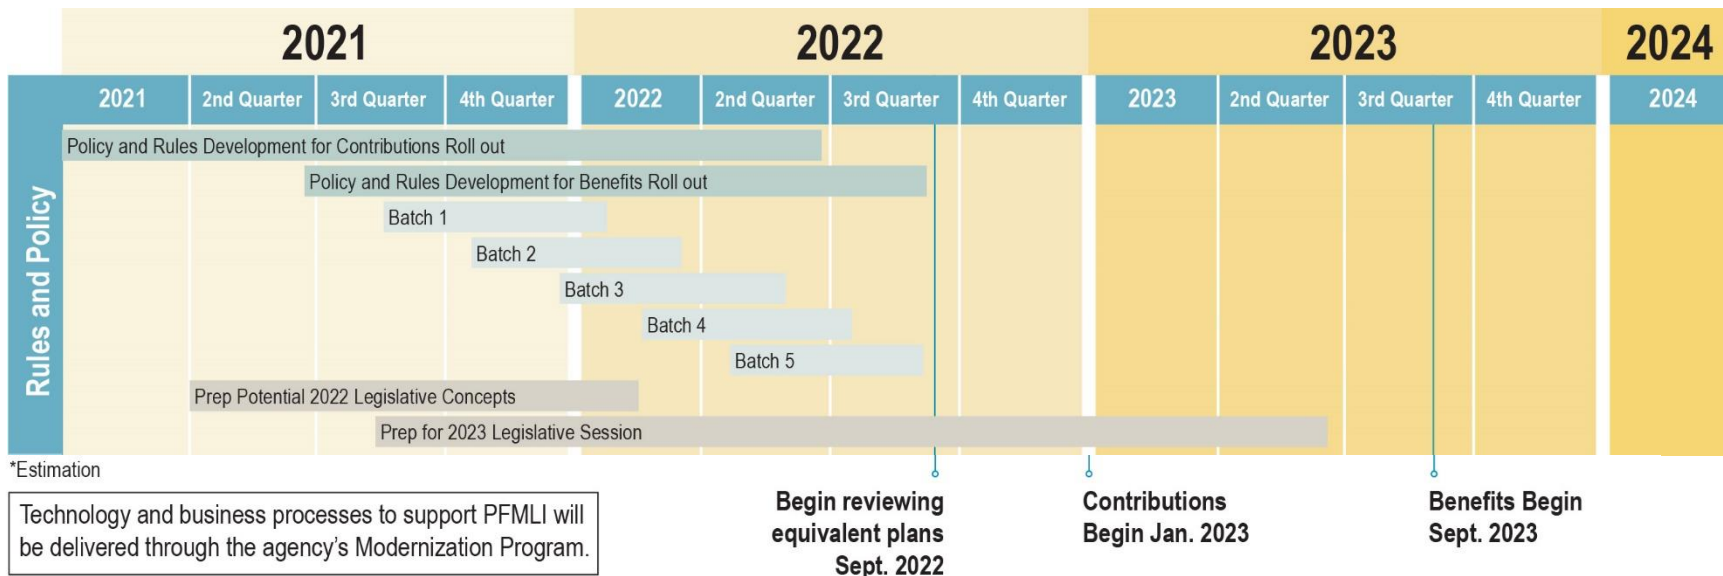 2021 2022 2023 2024
2021 2nd Quarter 3rd Quarter 4th Quarter 2022 2nd Quarter 3rd Quarter 4th Quarter 2023 2nd Quarter 3rd Quarter 4th Quarter 2024
Rules and Policy
Policy and Rules Development for Contributions Roll out
Policy and Rules Development for Benefits Roll out
Batch 1
Batch 2
Batch 3
Batch 4
Batch 5
Prep Potential 2022 Legislative Concepts
Prep for 2023 Legislative Session
*Estimation
Technology and business processes to support PFMLI will
be delivered through the agency's Modernization Program.
Begin reviewing
equivalent plans
Sept. 2022
Contributions
Begin Jan. 2023
Benefits Begin
Sept. 2023